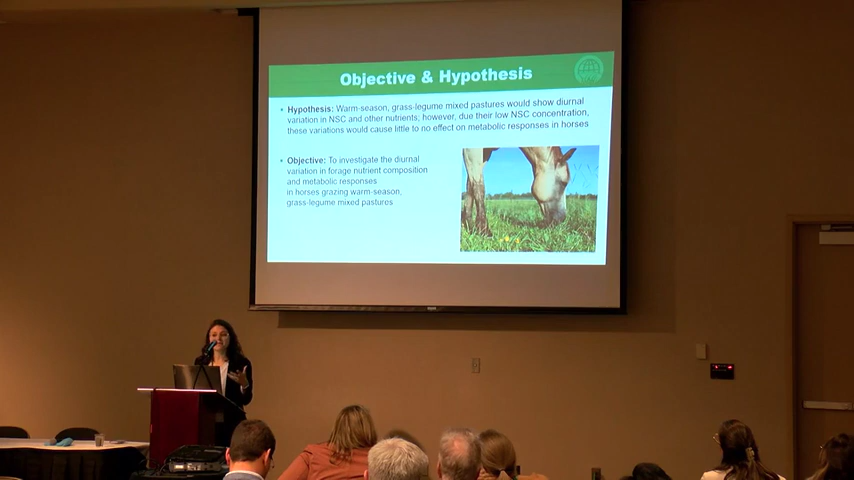 Objective & Hypothesis
• Hypothesis: Warm-season, grass-legume mixed pastures would show diurnal
variation in NSC and other nutrients; however, due their low NSC concentration,
these variations would cause little to no effect on metabolic responses in horses
• Objective: To investigate the diurnal
variation in forage nutrient composition
and metabolic responses
in horses grazing warm-season,
grass-legume mixed pastures